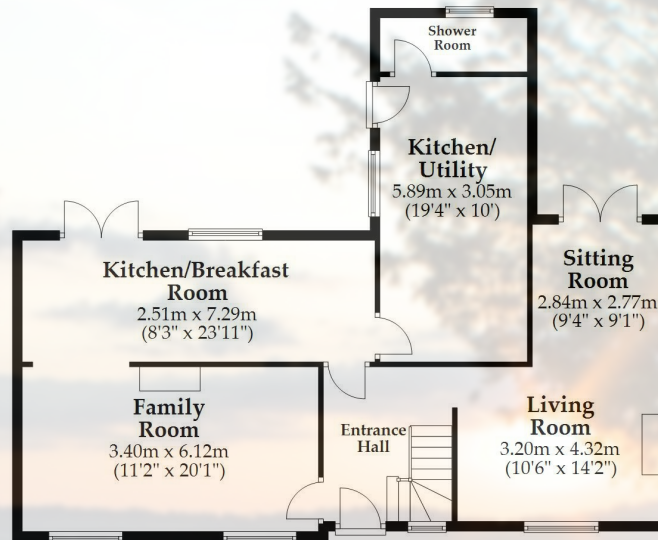 Shower
Room
Kitchen/
Utility
5.89m x 3.05m
(19'4" x 10')
Kitchen/Breakfast
Room
2.51m x 7.29m
(8'3" x 23'11")
Sitting
Room
2.84m x 2.77m
(9'4" x 9'1")
Family
Room
3.40m x 6.12m
(11'2" x 20'1")
Entrance
Hall
Living
Room
3.20m x 4.32m
(10'6" x 14'2")